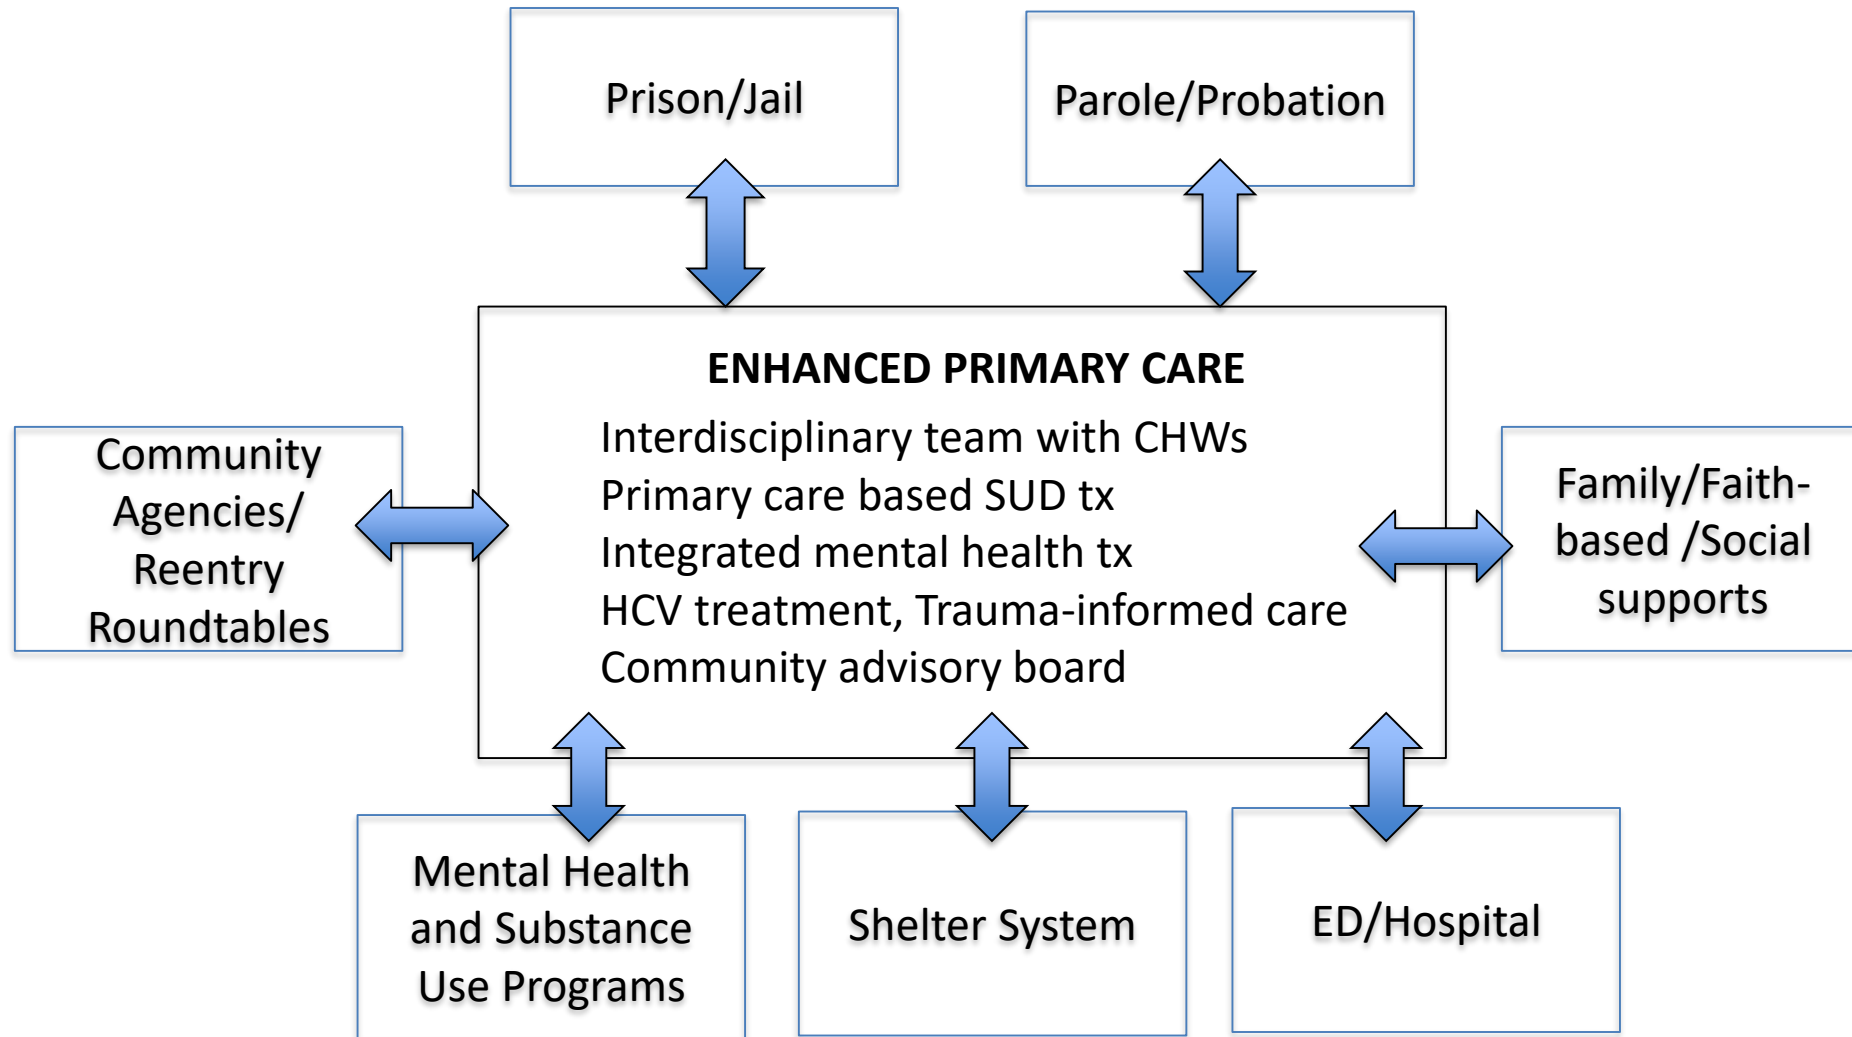 Prison/Jail
Parole/Probation
ENHANCED PRIMARY CARE
Interdisciplinary team with CHWs
Primary care based SUD tx
Integrated mental health tx
HCV treatment, Trauma-informed care
Community advisory board
Community
Agencies/
Reentry
Roundtables
Family/Faith-
based /Social
supports
Mental Health
and Substance
Use Programs
Shelter System
ED/Hospital